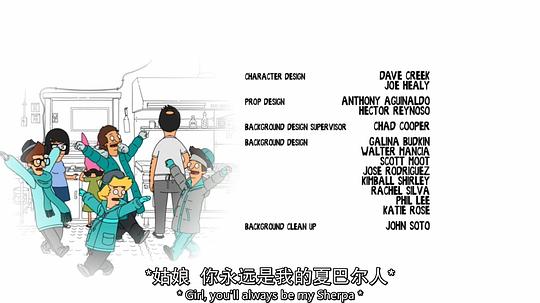 CHARACTER DESIGN DAVE CREEK
JOE HEALY
PROP DESIGN ANTHONY AGUINALDO
HECTOR REYNOSO
BACKGROUND DESIGN SUPERVISOR CHAD COOPER
BACKGROUND DESIGN GALINA BUDKIN
WALTER MANCIA
SCOTT MOOT
JOSE RODRIGUEZ
KIMBALL SHIRLEY
RACHEL SILVA
PHIL LEE
KATIE ROSE
BACKGROUND CLEAN UP JOHN SOTO
*姑娘 你永远是我的夏巴尔人*
* Girl, you'll always be my Sherpa *